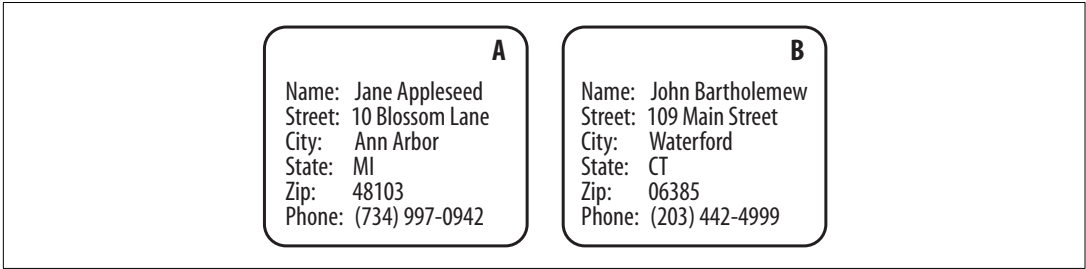 A
Name: Jane Appleseed
Street: 10 Blossom Lane
City: Ann Arbor
State: MI
Zip: 48103
Phone: (734) 997-0942
B
Name: John Bartholemew
Street: 109 Main Street
City: Waterford
State: CT
Zip: 06385
Phone: (203) 442-4999